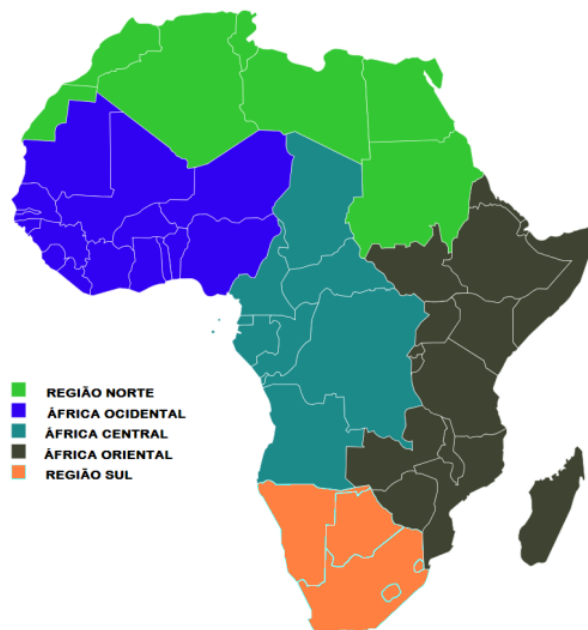 REGIÃO NORTE
ÁFRICA OCIDENTAL
ÁFRICA CENTRAL
ÁFRICA ORIENTAL
REGIÃO SUL